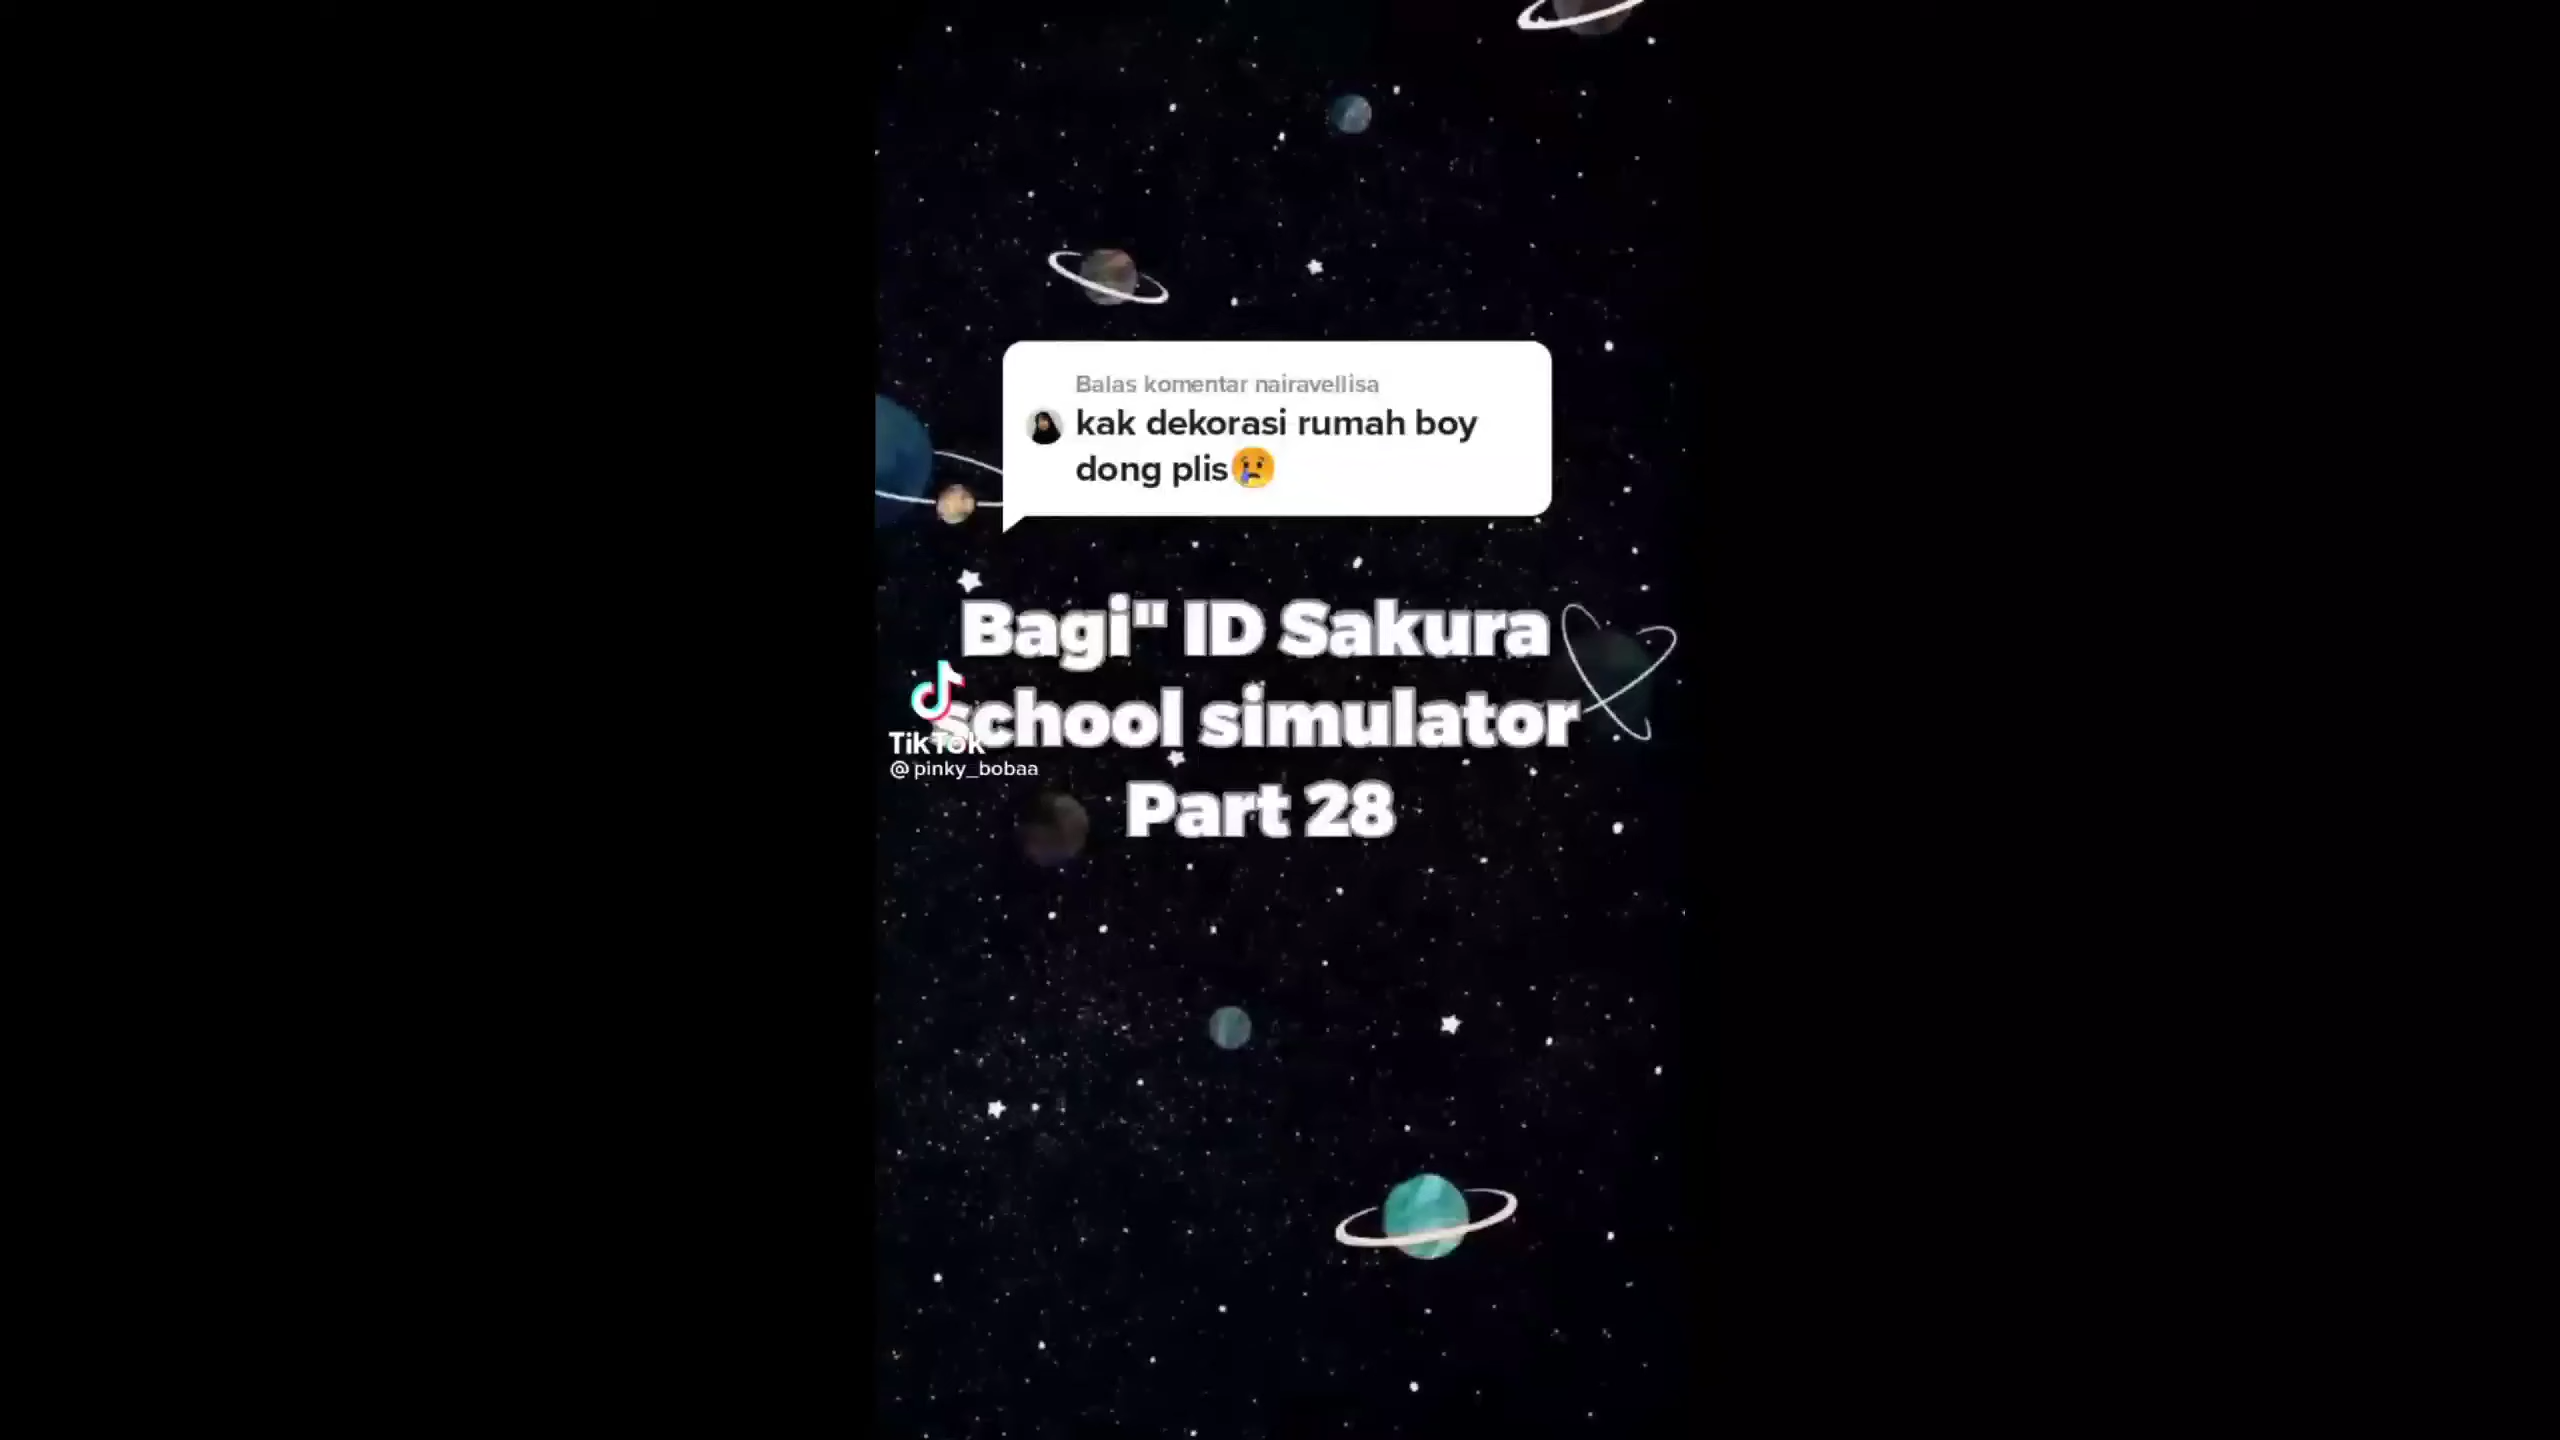 Balas komentar nairavellisa
kak dekorasi rumah boy
dong plis😢
Bagi" ID Sakura
school simulator
Part 28
TikTok
@pinky_bobaa